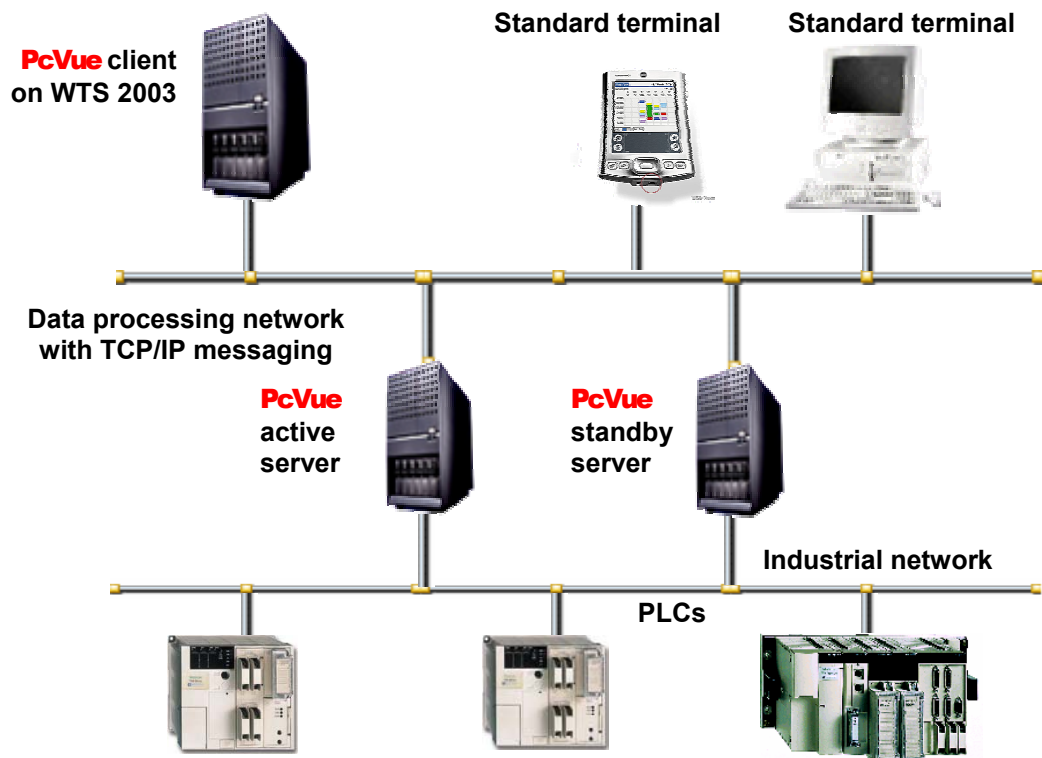 Standard terminal
Standard terminal
PcVue client
on WTS 2003
Data processing network
with TCP/IP messaging
PcVue
active
server
PcVue
standby
server
Industrial network
PLCs